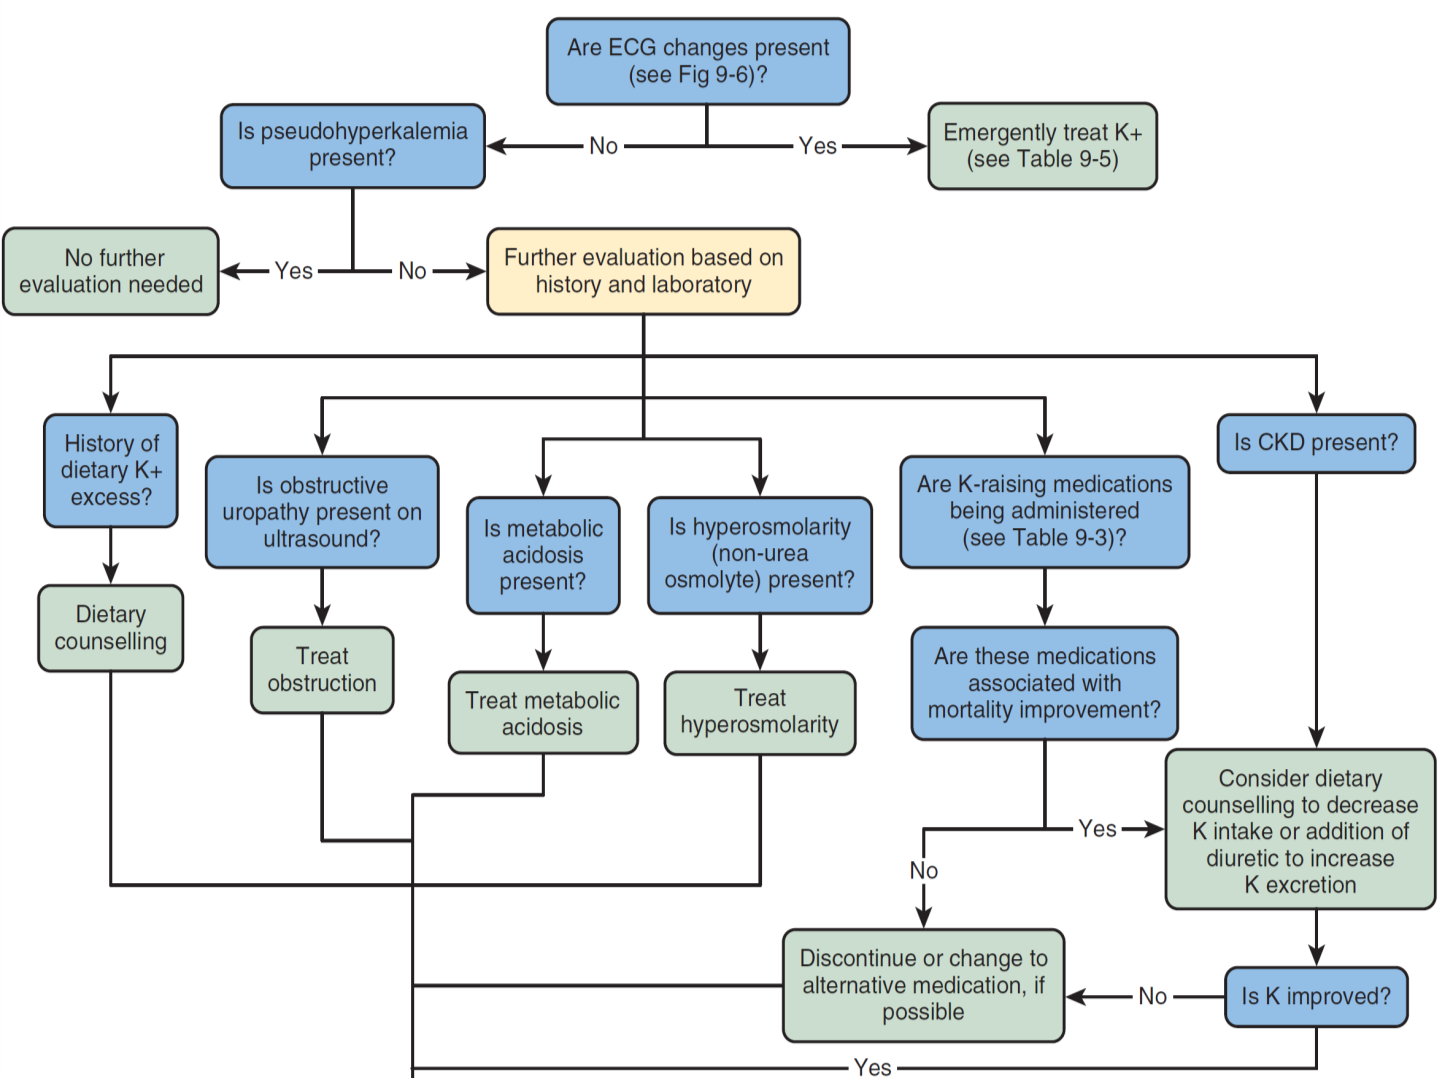 Are ECG changes present
(see Fig 9-6)?
Is pseudohyperkalemia
present?
No
Yes
Emergently treat K+
(see Table 9-5)
No further
evaluation needed
Yes
No
Further evaluation based on
history and laboratory
History of
dietary K+
excess?
Is obstructive
uropathy present on
ultrasound?
Is metabolic
acidosis
present?
Is hyperosmolarity
(non-urea
osmolyte) present?
Are K-raising medications
being administered
(see Table 9-3)?
Is CKD present?
Dietary
counselling
Treat
obstruction
Treat metabolic
acidosis
Treat
hyperosmolarity
Are these medications
associated with
mortality improvement?
Yes
No
Consider dietary
counselling to decrease
K intake or addition of
diuretic to increase
K excretion
Discontinue or change to
alternative medication, if
possible
No
Is K improved?
Yes